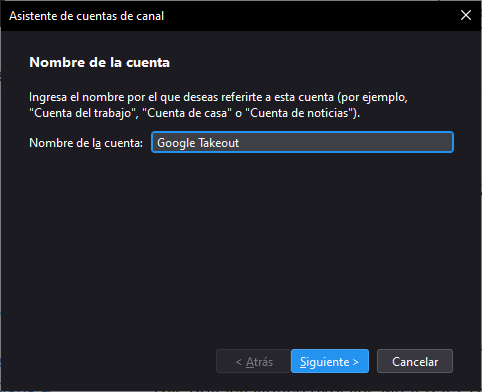 Asistente de cuentas de canal
Nombre de la cuenta
Ingresa el nombre por el que deseas referirte a esta cuenta (por ejemplo,
"Cuenta del trabajo", "Cuenta de casa" o "Cuenta de noticias").
Nombre de la cuenta: Google Takeout
< Atrás Siguiente > Cancelar